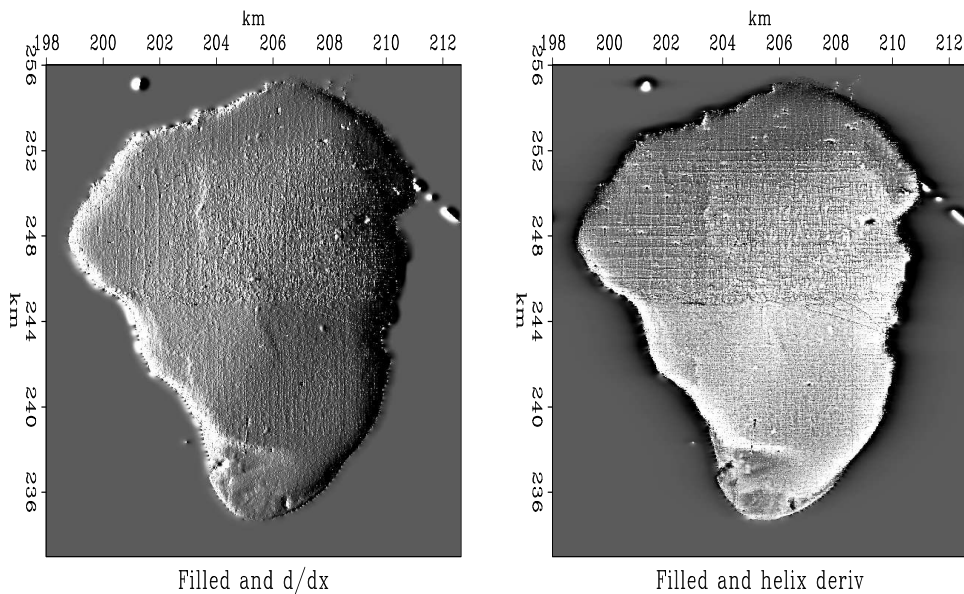 km km
198 200 202 204 206 208 210 212 198 200 202 204 206 208 210 212
256 256
252 252
248 248
km km
244 244
240 240
236 236
Filled and d/dx Filled and helix deriv